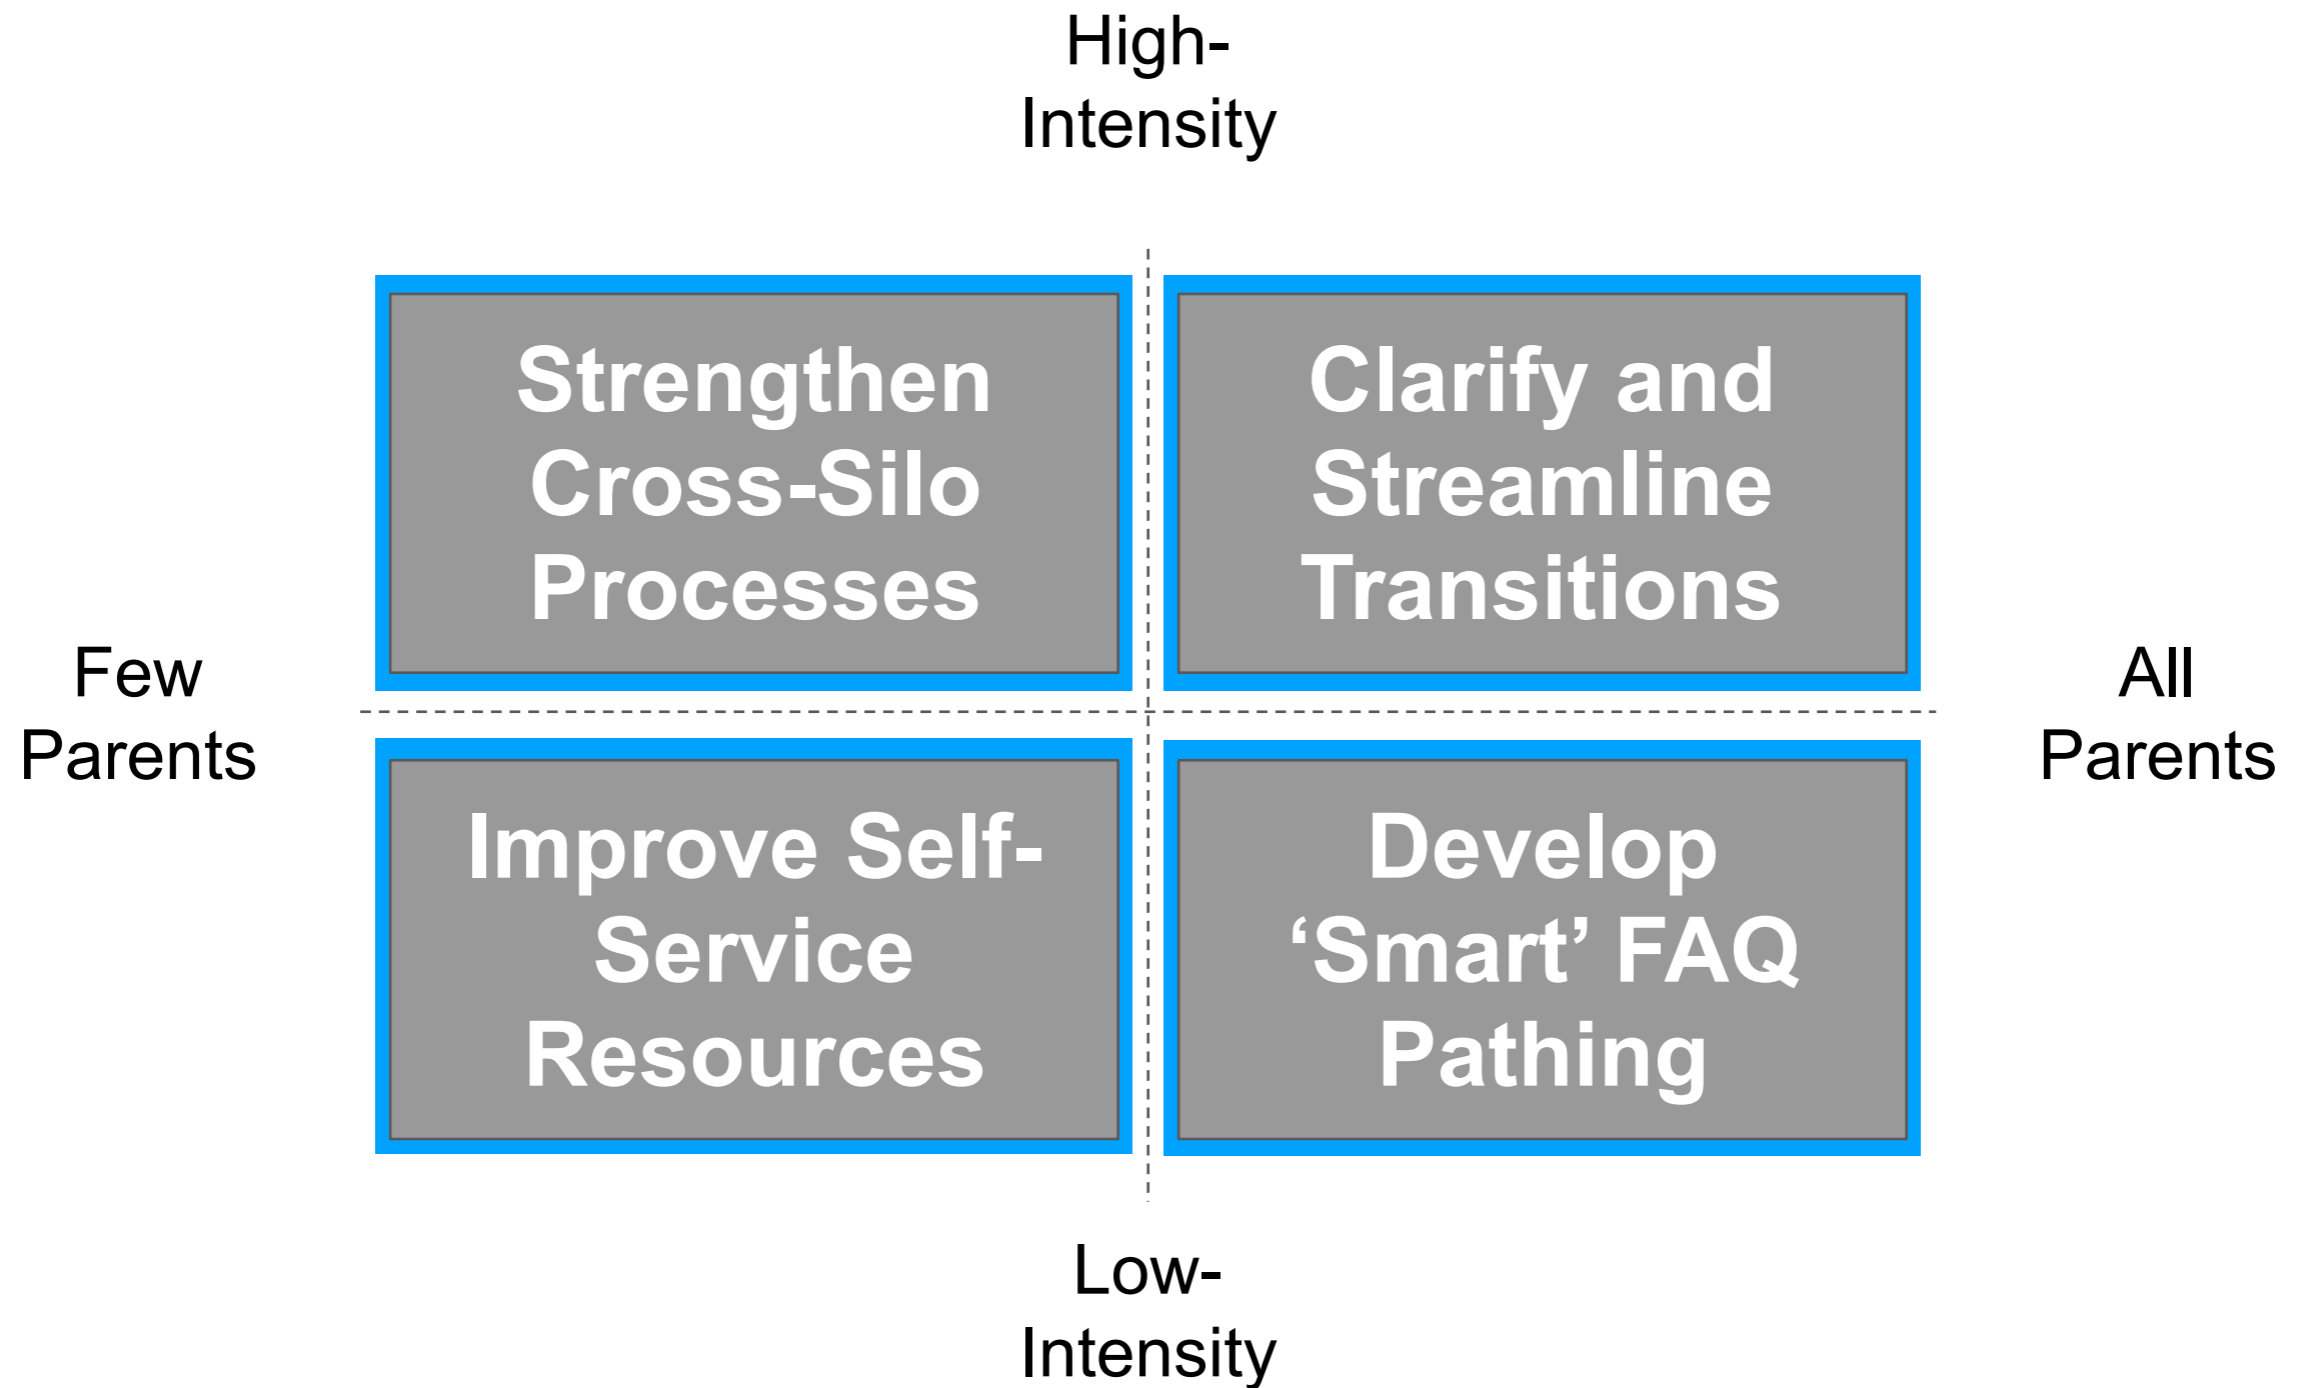 High-
Intensity
Strengthen
Cross-Silo
Processes
Clarify and
Streamline
Transitions
Few
Parents
All
Parents
Improve Self-
Service
Resources
Develop
‘Smart’ FAQ
Pathing
Low-
Intensity